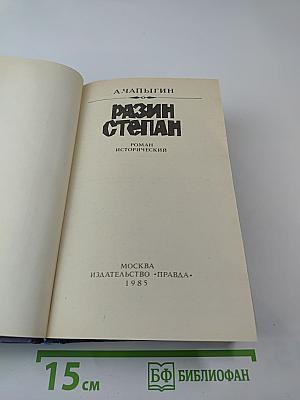 А. ЧАПЫГИН
РАЗИН
СТЕПАН
РОМАН
ИСТОРИЧЕСКИЙ
МОСКВА
ИЗДАТЕЛЬСТВО «ПРАВДА»
1985
15 см
БФ БИБЛИОФАН